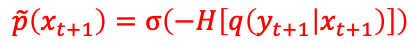 p̃(x_{t+1}) = σ(−H[q(y_{t+1}|x_{t+1})])